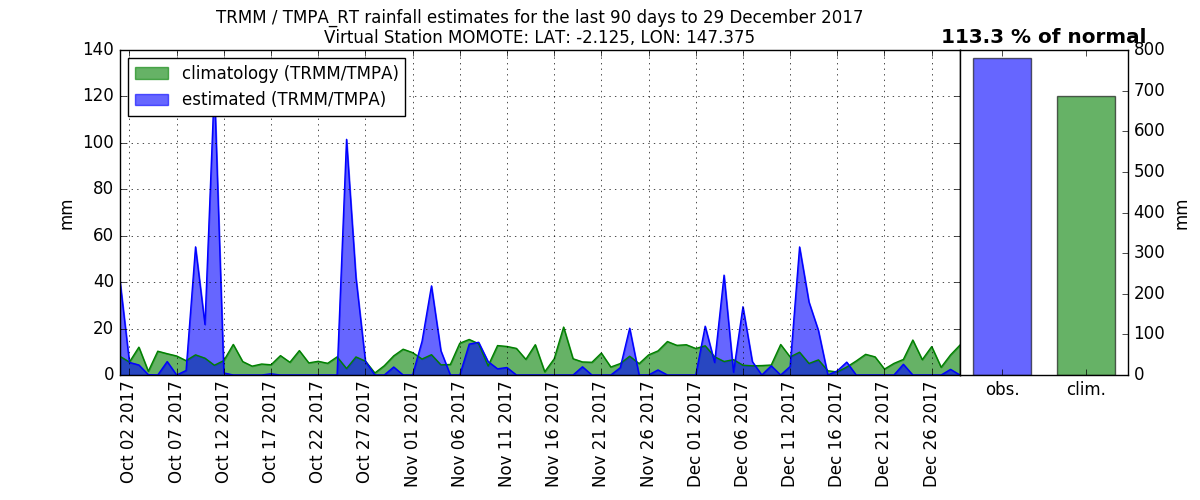 TRMM / TMPA_RT rainfall estimates for the last 90 days to 29 December 2017
Virtual Station MOMOTE: LAT: -2.125, LON: 147.375
113.3 % of normal
climatology (TRMM/TMPA)
estimated (TRMM/TMPA)
mm
140
120
100
80
60
40
20
0
Oct 02 2017
Oct 07 2017
Oct 12 2017
Oct 17 2017
Oct 22 2017
Oct 27 2017
Nov 01 2017
Nov 06 2017
Nov 11 2017
Nov 16 2017
Nov 21 2017
Nov 26 2017
Dec 01 2017
Dec 06 2017
Dec 11 2017
Dec 16 2017
Dec 21 2017
Dec 26 2017
obs.
clim.
800
700
600
500
400
300
200
100
0
mm